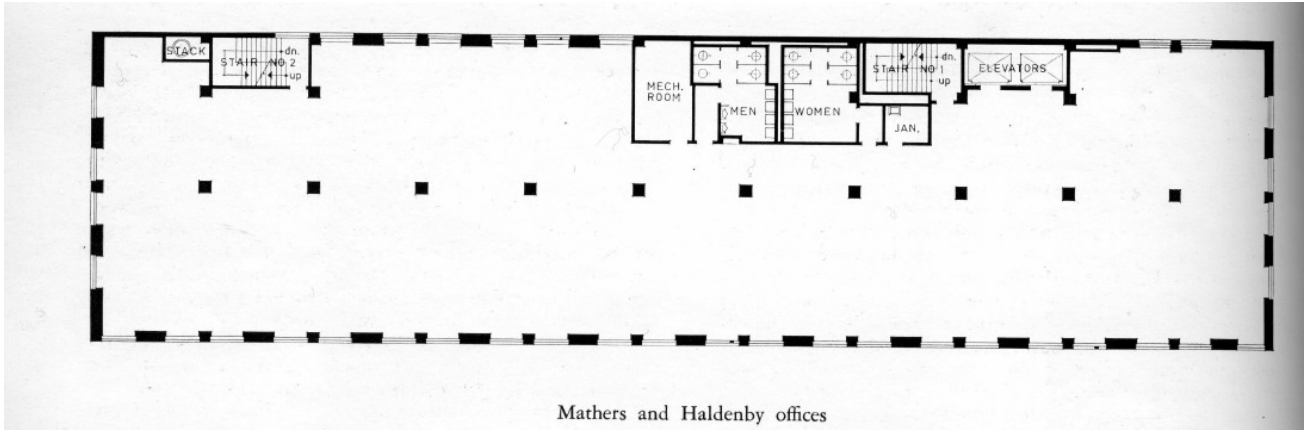 STACK
STAIR NO 2
dn.
up
MECH.
ROOM
MEN
WOMEN
STAIR NO 1
dn.
up
JAN.
ELEVATORS
Mathers and Haldenby offices